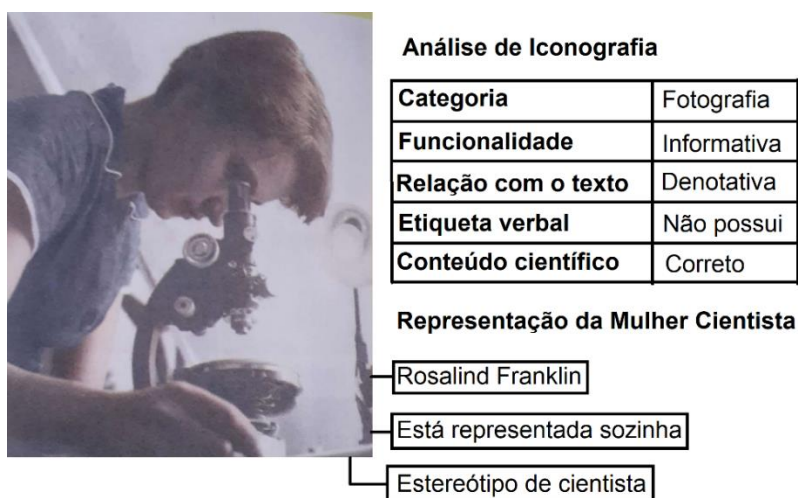 Análise de Iconografia
Categoria Fotografia
Funcionalidade Informativa
Relação com o texto Denotativa
Etiqueta verbal Não possui
Conteúdo científico Correto
Representação da Mulher Cientista
Rosalind Franklin
Está representada sozinha
Estereótipo de cientista